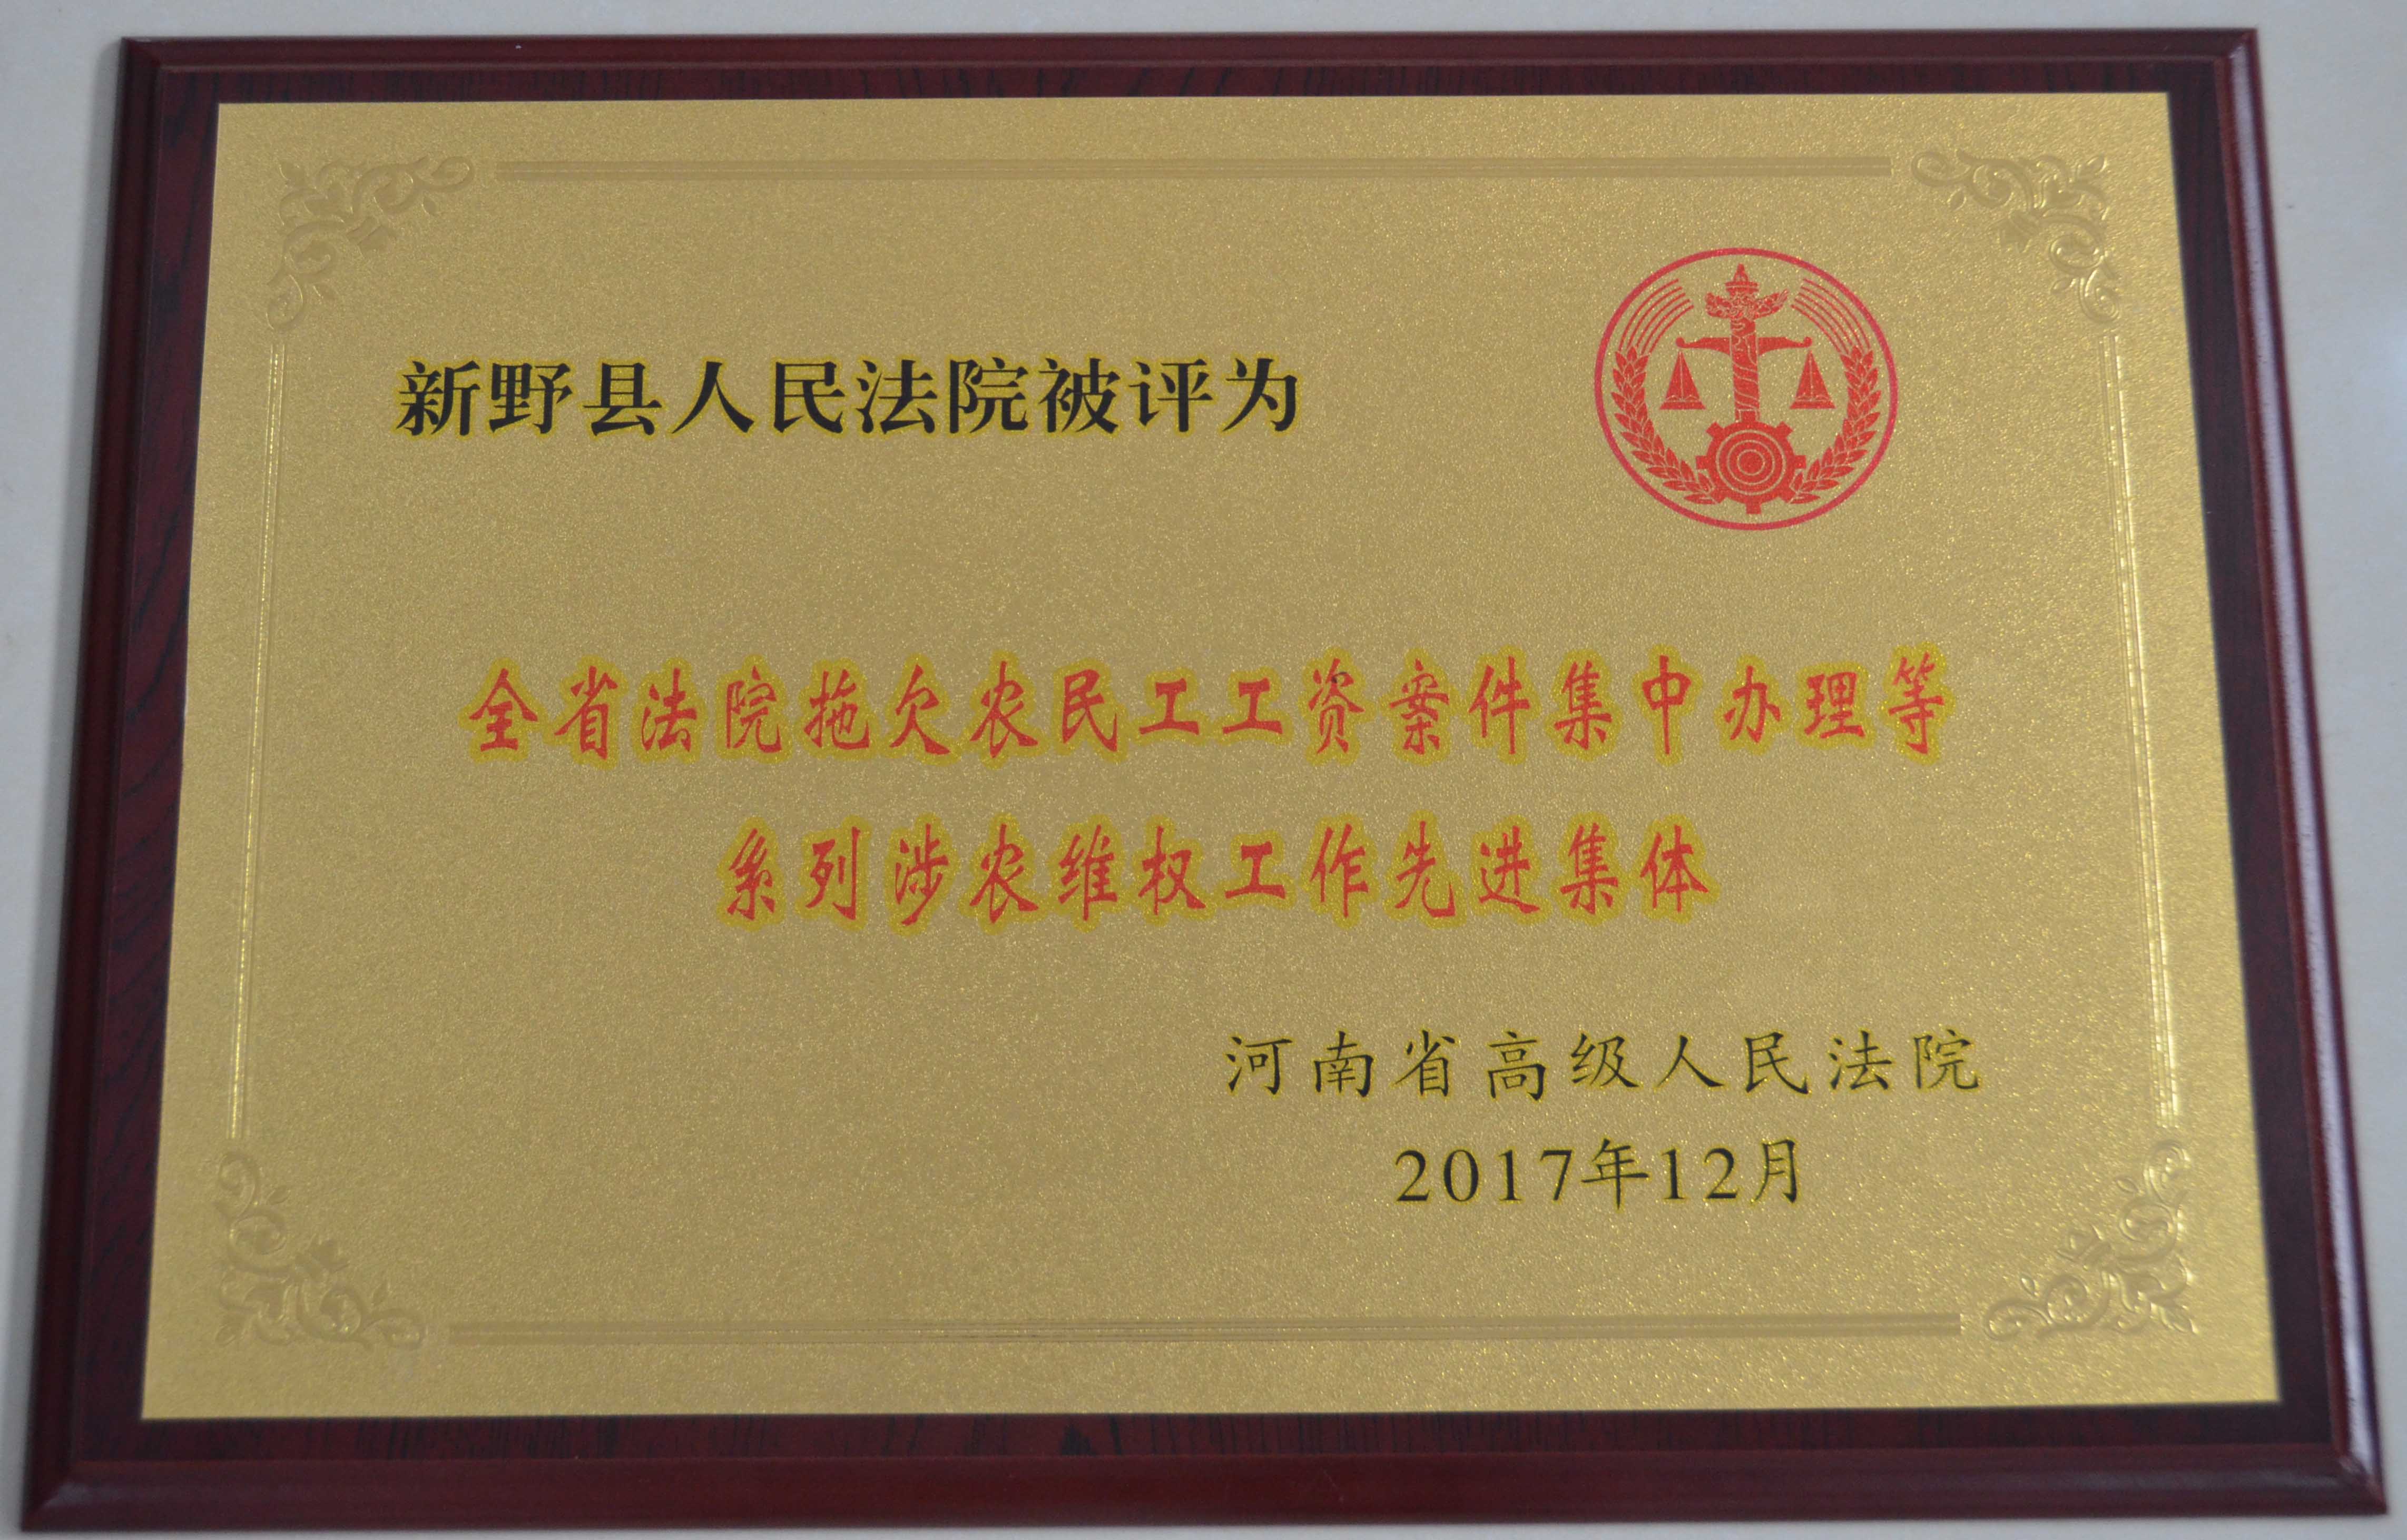 新野县人民法院被评为
全省法院拖欠农民工工资案件集中办理等
系列涉农维权工作先进集体
河南省高级人民法院
2017年12月